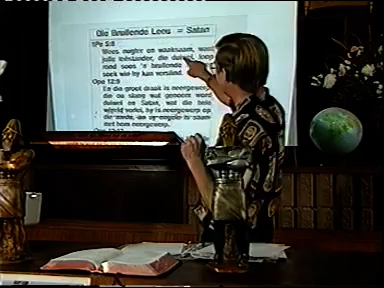 Die Brullende Leeu = Satan
1Pe 5:8
Wees nugter en waaksaam, want
julle teëstander, die duiwel, loop
rond soos 'n brullende
soek wie hy kan verslind.
Ope 12:9
En die groot draak is neergewerp,
die ou slang wat genoem word
duiwel en Satan, wat die hele
wêreld verlei, hy is neergewerp op
die aarde, en sy engele is saam
met hom neergewerp.
Ope 12:12